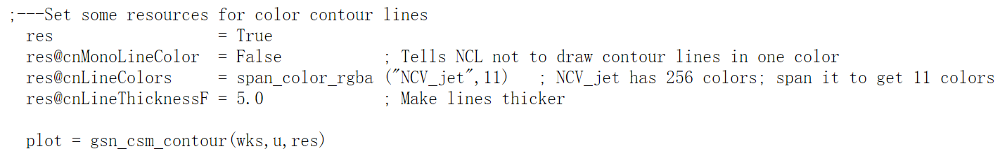 ;---Set some resources for color contour lines
res = True
res@cnMonoLineColor = False ; Tells NCL not to draw contour lines in one color
res@cnLineColors = span_color_rgba ("NCV_jet",11) ; NCV_jet has 256 colors; span it to get 11 colors
res@cnLineThicknessF = 5.0 ; Make lines thicker
plot = gsn_csm_contour(wks,u,res)